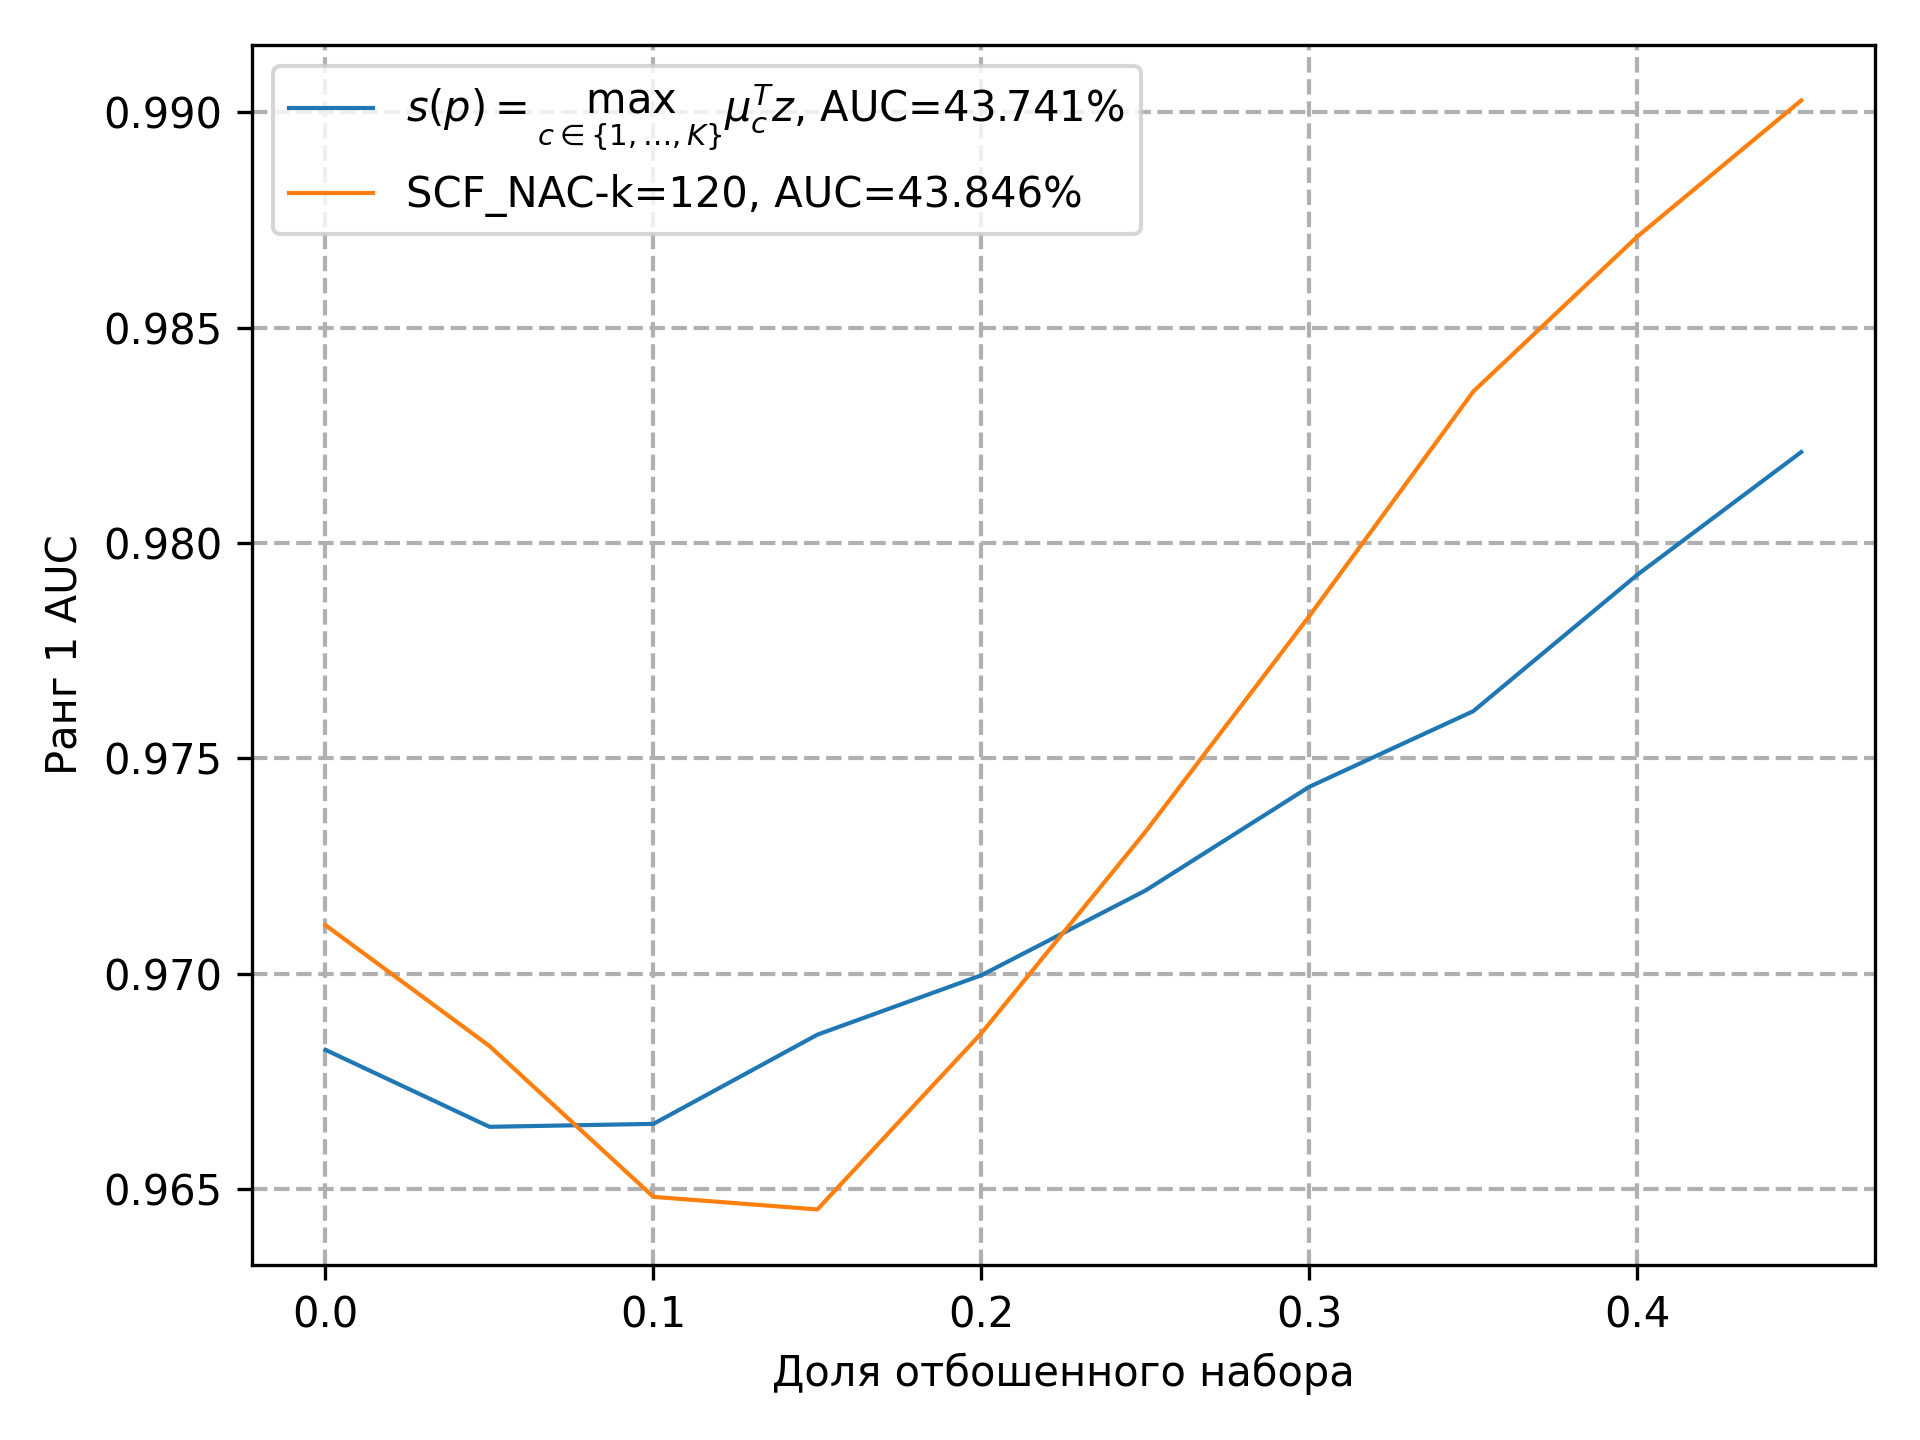 s(p) = max_{c ∈ {1, ..., K}} μ_c^T z, AUC=43.741%
SCF_NAC-k=120, AUC=43.846%
0.990
0.985
0.980
0.975
0.970
0.965
Ранг 1 AUC
0.0 0.1 0.2 0.3 0.4
Доля отбошенного набора